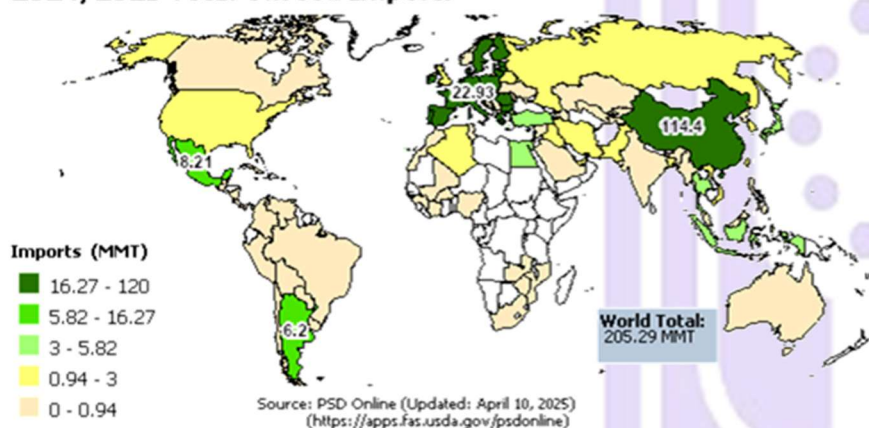 22.93
114.4
8.21
6.2
Imports (MMT)
16.27 - 120
5.82 - 16.27
3 - 5.82
0.94 - 3
0 - 0.94
World Total:
205.29 MMT
Source: PSD Online (Updated: April 10, 2025)
(https://apps.fas.usda.gov/psdonline)